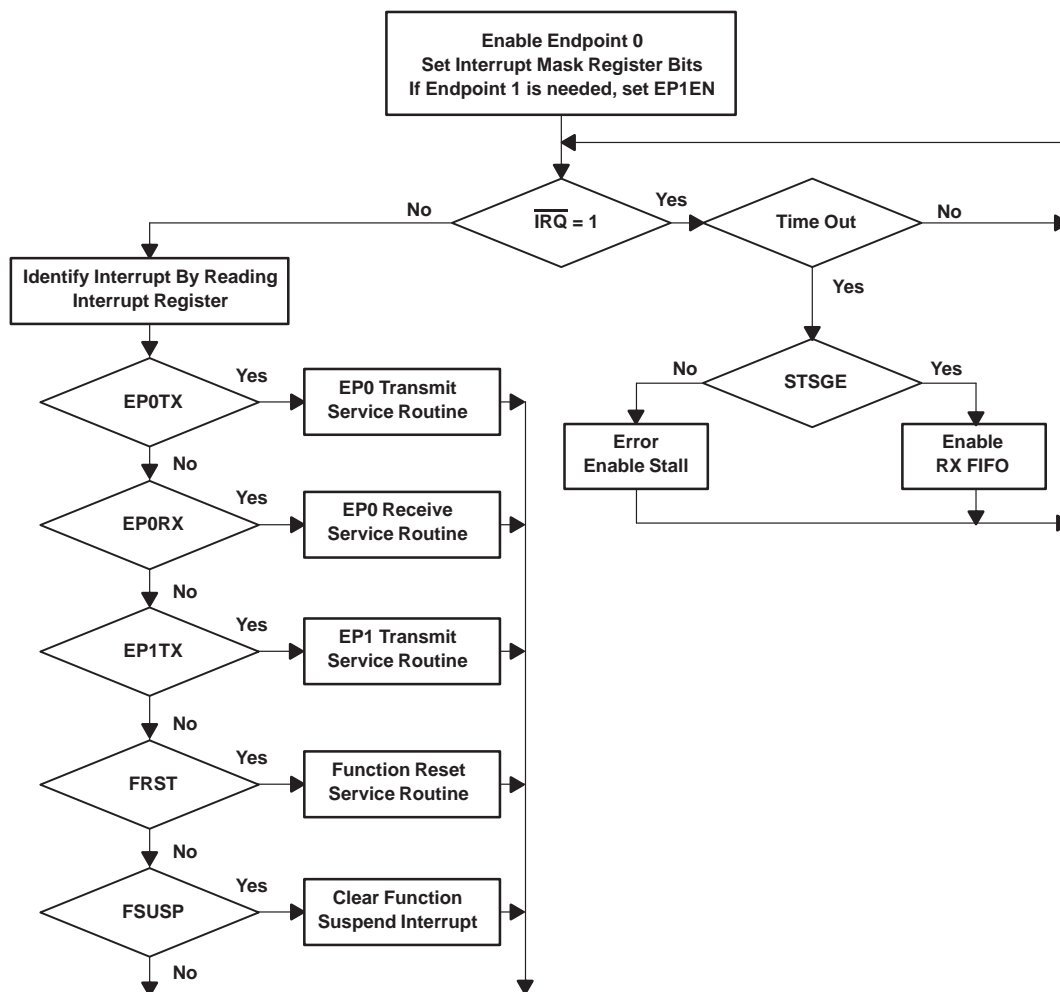 Enable Endpoint 0
Set Interrupt Mask Register Bits
If Endpoint 1 is needed, set EP1EN
No
IRQ = 1
Yes
Time Out
No
Identify Interrupt By Reading
Interrupt Register
Yes
No
STSGE
Yes
EP0TX
Yes
EP0 Transmit
Service Routine
Error
Enable Stall
Enable
RX FIFO
No
EP0RX
Yes
EP0 Receive
Service Routine
No
EP1TX
Yes
EP1 Transmit
Service Routine
No
FRST
Yes
Function Reset
Service Routine
No
FSUSP
Yes
Clear Function
Suspend Interrupt
No